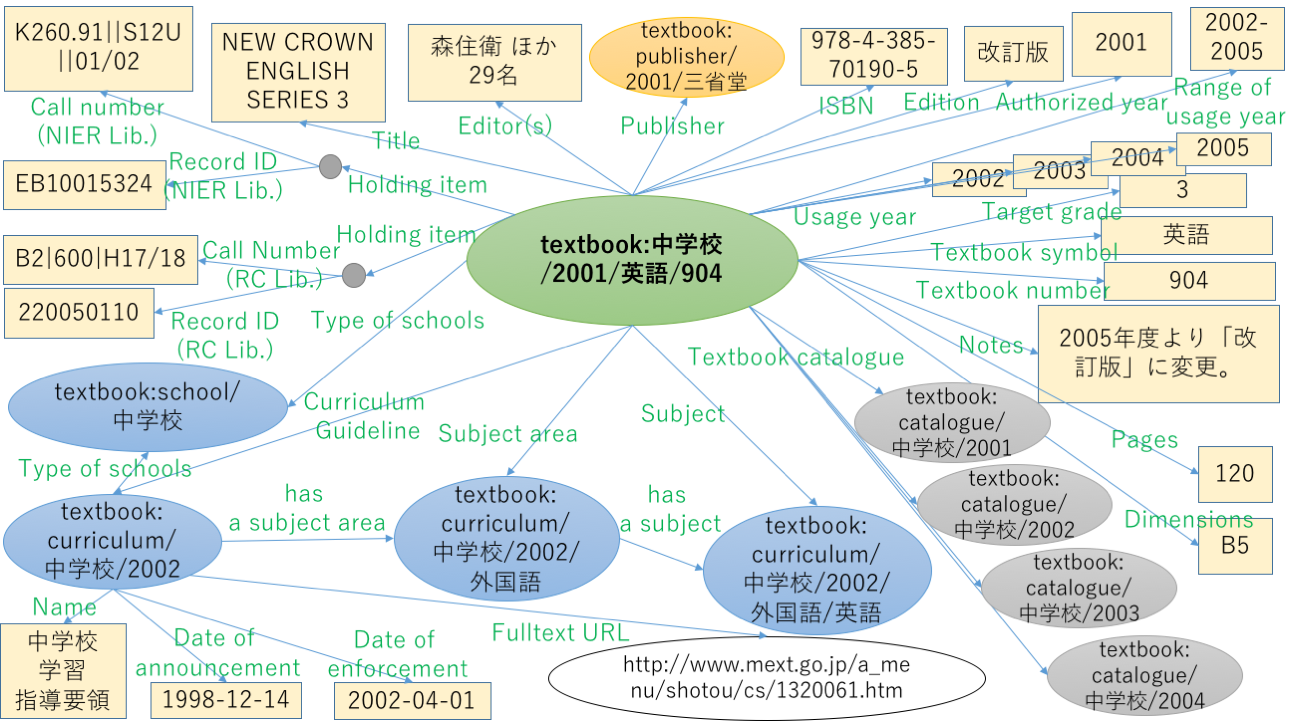 K260.91||S12U
||01/02
NEW CROWN
ENGLISH
SERIES 3
森住衛 ほか
29名
textbook:
publisher/
2001/三省堂
978-4-385-
70190-5
改訂版
2001
2002-
2005
Call number
(NIER Lib.)
Title
Editor(s)
Publisher
ISBN
Edition
Authorized year
Range of
usage year
Record ID
(NIER Lib.)
EB10015324
Holding item
2002
2003
2004
2005
3
Usage year
Target grade
Holding item
textbook:中学校
/2001/英語/904
英語
Textbook symbol
B2|600|H17/18
Call Number
(RC Lib.)
904
Textbook number
220050110
Record ID
(RC Lib.)
Type of schools
Textbook catalogue
Notes
2005年度より「改
訂版」に変更。
textbook:school/
中学校
Curriculum
Guideline
Subject area
Subject
textbook:
catalogue/
中学校/2001
Pages
120
Type of schools
textbook:
curriculum/
中学校/2002
has
a subject area
textbook:
curriculum/
中学校/2002/
外国語
has
a subject
textbook:
curriculum/
中学校/2002/
外国語/英語
textbook:
catalogue/
中学校/2002
Dimensions
B5
textbook:
catalogue/
中学校/2003
Name
中学校
学習
指導要領
Date of
announcement
1998-12-14
Date of
enforcement
2002-04-01
Fulltext URL
http://www.mext.go.jp/a_me
nu/shotou/cs/1320061.htm
textbook:
catalogue/
中学校/2004